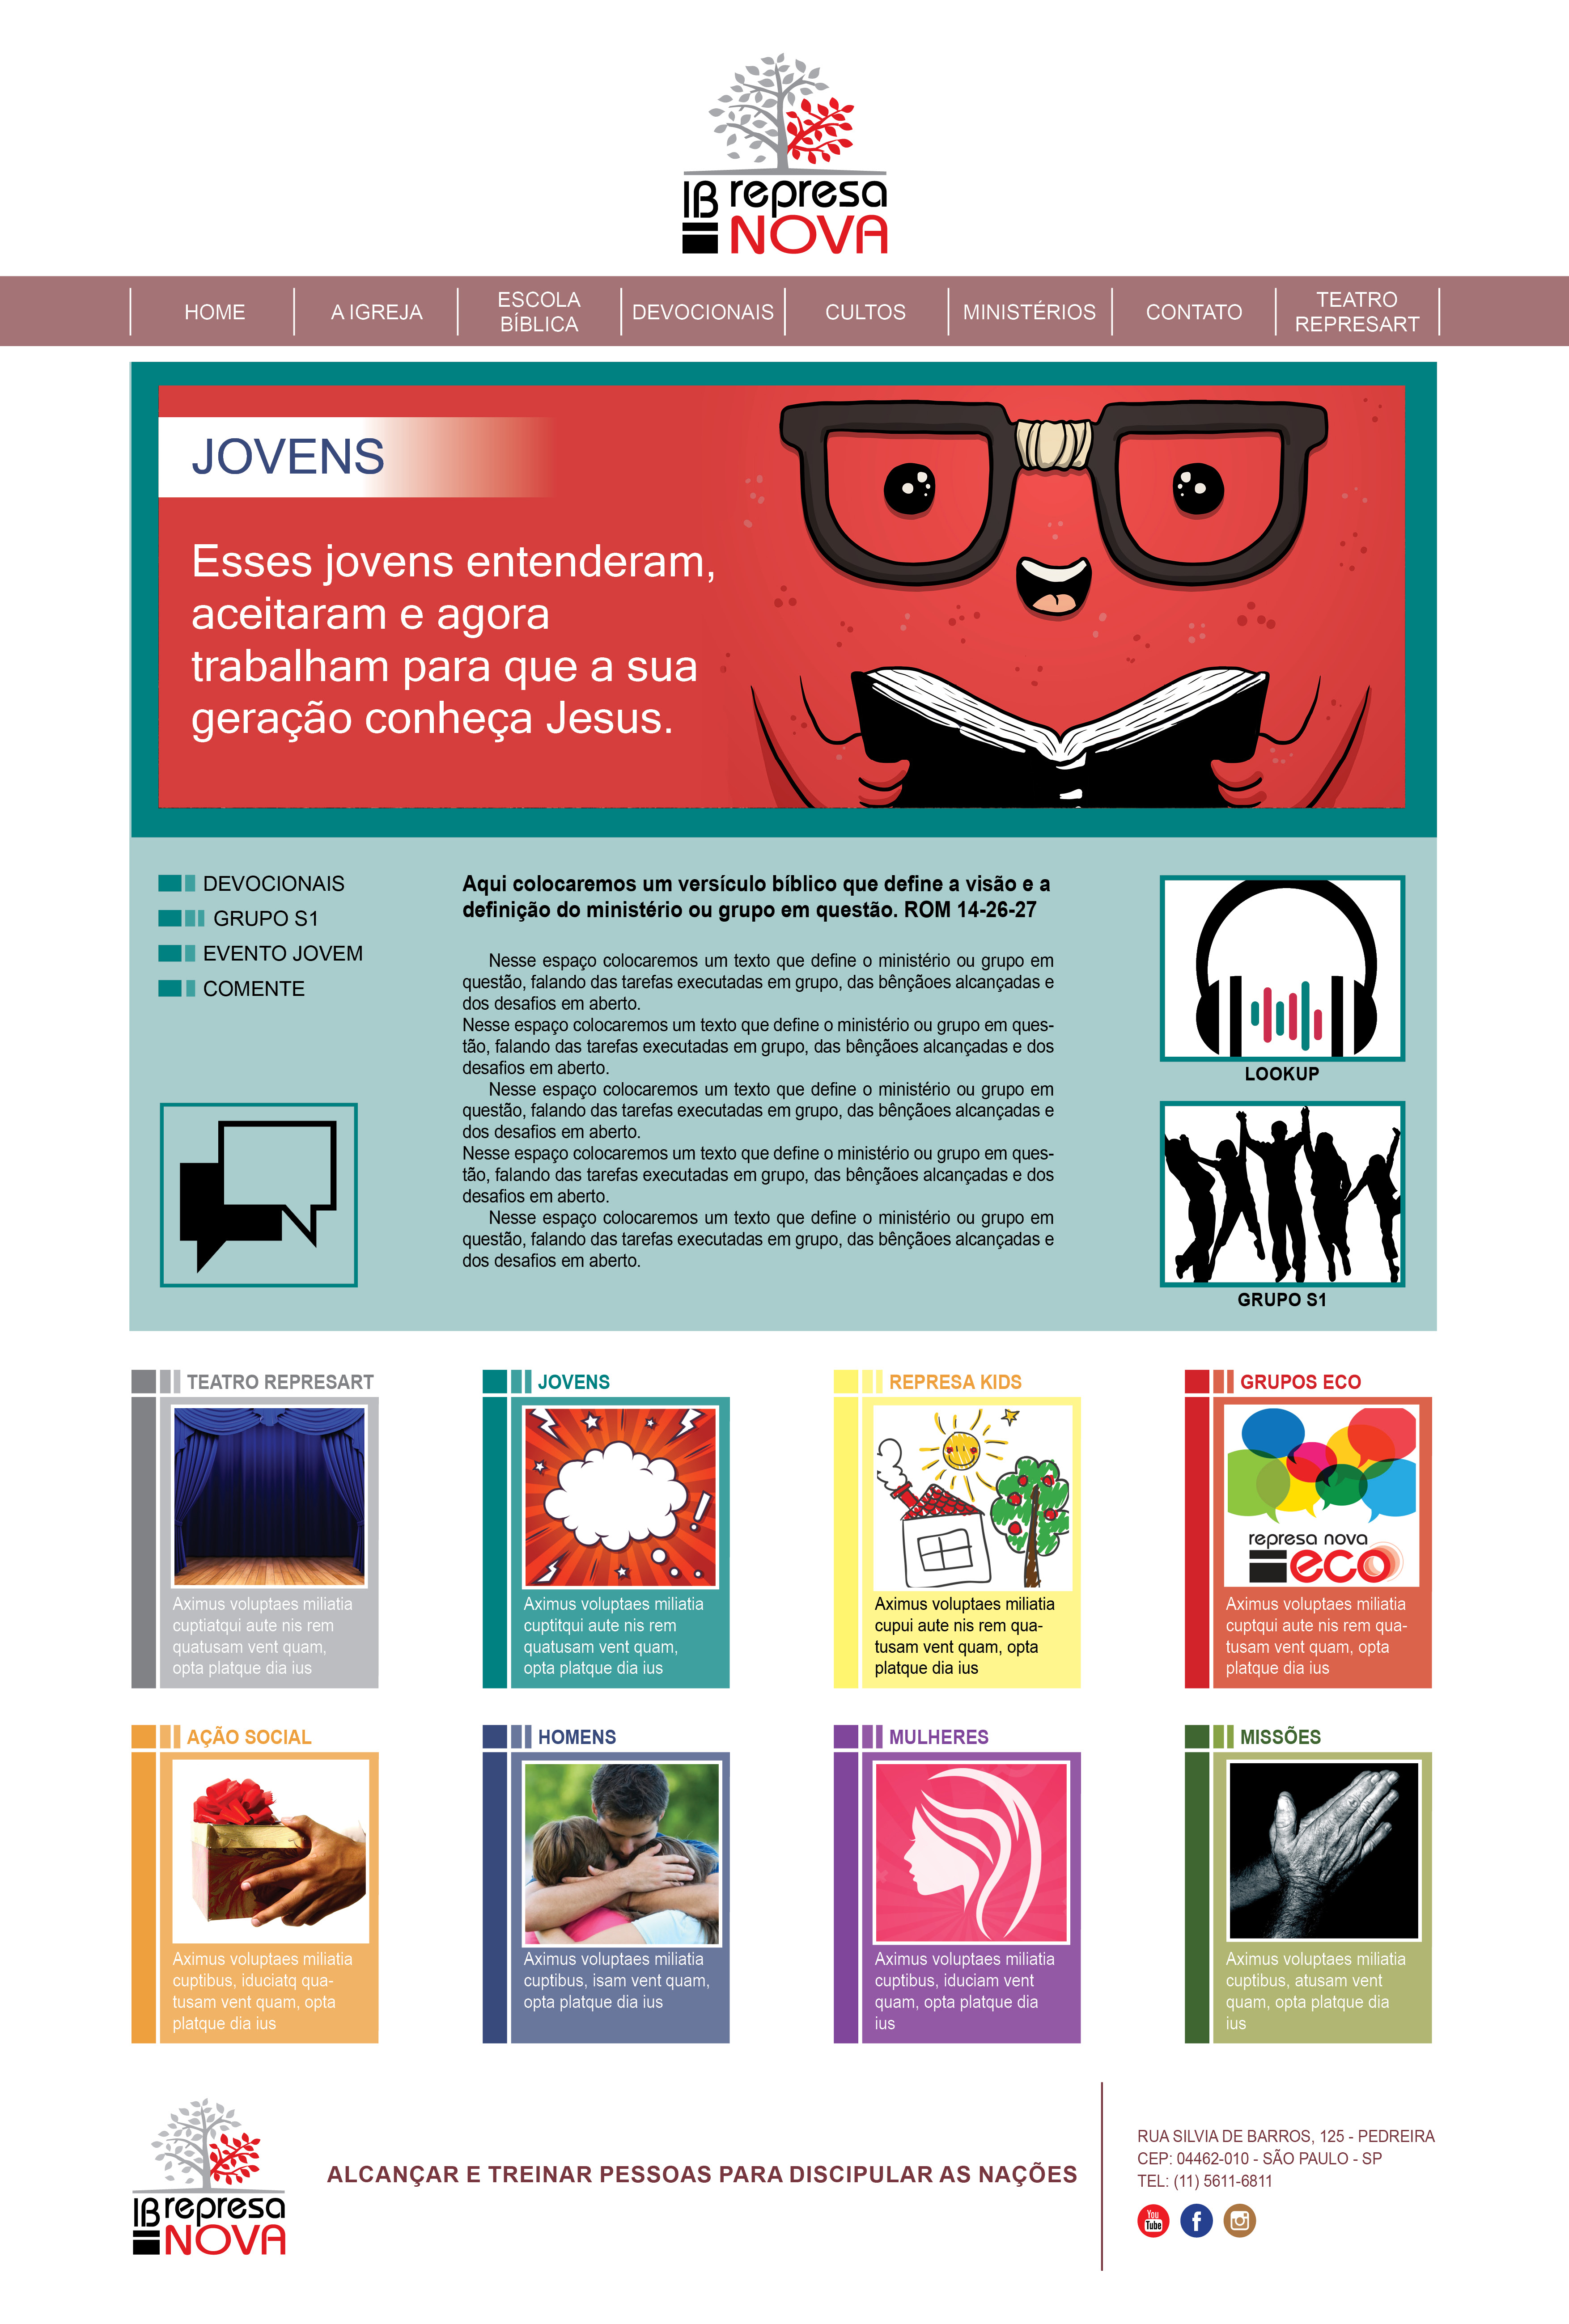 IB represa
NOVA
HOME
A IGREJA
ESCOLA
BÍBLICA
DEVOCIONAIS
CULTOS
MINISTÉRIOS
CONTATO
TEATRO
REPRESART
JOVENS
Esses jovens entenderam,
aceitaram e agora
trabalham para que a sua
geração conheça Jesus.
DEVOCIONAIS
GRUPO S1
EVENTO JOVEM
COMENTE
Aqui colocaremos um versículo bíblico que define a visão e a
definição do ministério ou grupo em questão. ROM 14-26-27
Nesse espaço colocaremos um texto que define o ministério ou grupo em
questão, falando das tarefas executadas em grupo, das bênçãoes alcançadas e
dos desafios em aberto.
Nesse espaço colocaremos um texto que define o ministério ou grupo em ques-
tão, falando das tarefas executadas em grupo, das bênçãoes alcançadas e dos
desafios em aberto.
Nesse espaço colocaremos um texto que define o ministério ou grupo em
questão, falando das tarefas executadas em grupo, das bênçãoes alcançadas e
dos desafios em aberto.
Nesse espaço colocaremos um texto que define o ministério ou grupo em ques-
tão, falando das tarefas executadas em grupo, das bênçãoes alcançadas e dos
desafios em aberto.
Nesse espaço colocaremos um texto que define o ministério ou grupo em
questão, falando das tarefas executadas em grupo, das bênçãoes alcançadas e
dos desafios em aberto.
LOOKUP
GRUPO S1
TEATRO REPRESART
Aximus voluptaes miliatia
cuptiatqui aute nis rem
quatusam vent quam,
opta platque dia ius
JOVENS
Aximus voluptaes miliatia
cuptitqui aute nis rem
quatusam vent quam,
opta platque dia ius
REPRESA KIDS
Aximus voluptaes miliatia
cupui aute nis rem qua-
tusam vent quam, opta
platque dia ius
GRUPOS ECO
represa nova
eco
Aximus voluptaes miliatia
cuptqui aute nis rem qua-
tusam vent quam, opta
platque dia ius
AÇÃO SOCIAL
Aximus voluptaes miliatia
cuptibus, iduciatq qua-
tusam vent quam, opta
platque dia ius
HOMENS
Aximus voluptaes miliatia
cuptibus, isam vent quam,
opta platque dia ius
MULHERES
Aximus voluptaes miliatia
cuptibus, iduciam vent
quam, opta platque dia
ius
MISSÕES
Aximus voluptaes miliatia
cuptibus, atusam vent
quam, opta platque dia
ius
IB represa
NOVA
ALCANÇAR E TREINAR PESSOAS PARA DISCIPULAR AS NAÇÕES
RUA SILVIA DE BARROS, 125 - PEDREIRA
CEP: 04462-010 - SÃO PAULO - SP
TEL: (11) 5611-6811
You
Tube